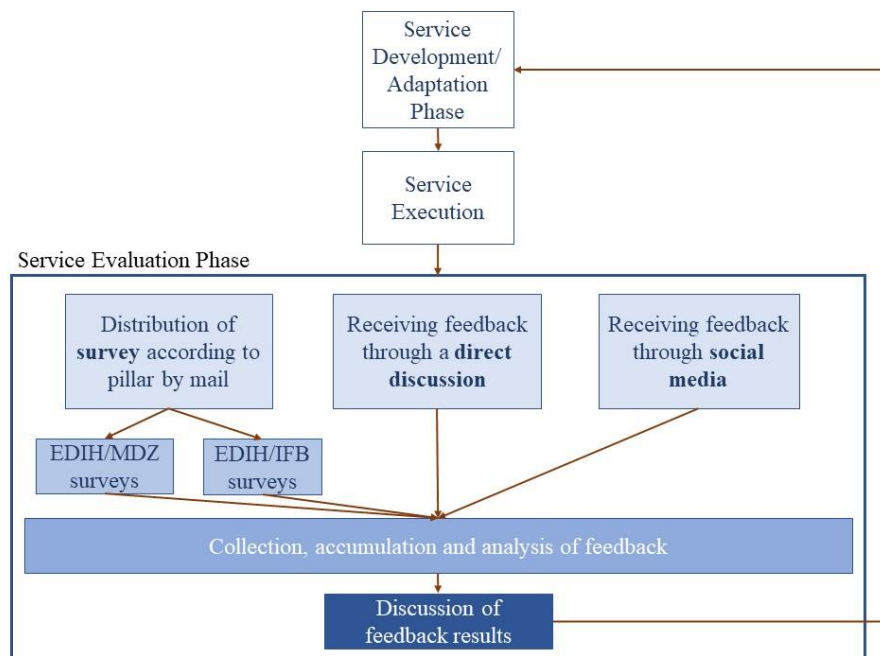 Service
Development/
Adaptation
Phase
Service
Execution
Service Evaluation Phase
Distribution of
survey according to
pillar by mail
Receiving feedback
through a direct
discussion
Receiving feedback
through social
media
EDIH/MDZ
surveys
EDIH/IFB
surveys
Collection, accumulation and analysis of feedback
Discussion of
feedback results